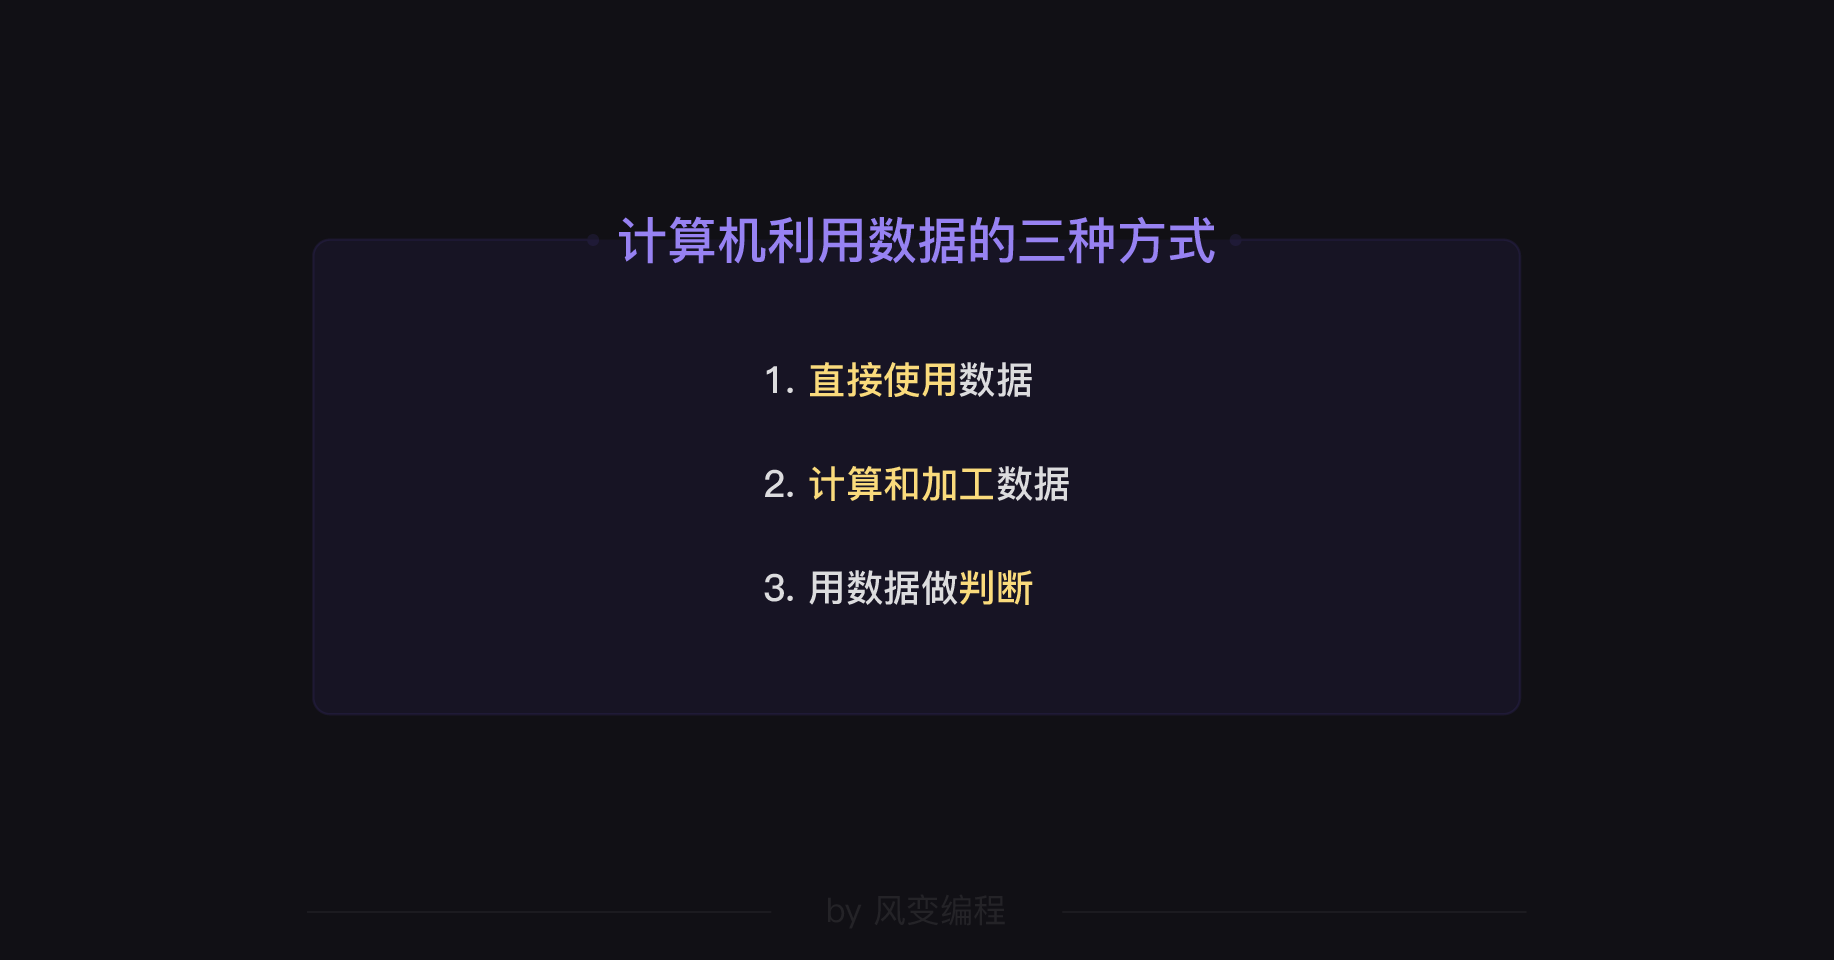 计算机利用数据的三种方式
1. 直接使用数据
2. 计算和加工数据
3. 用数据做判断
by 风变编程